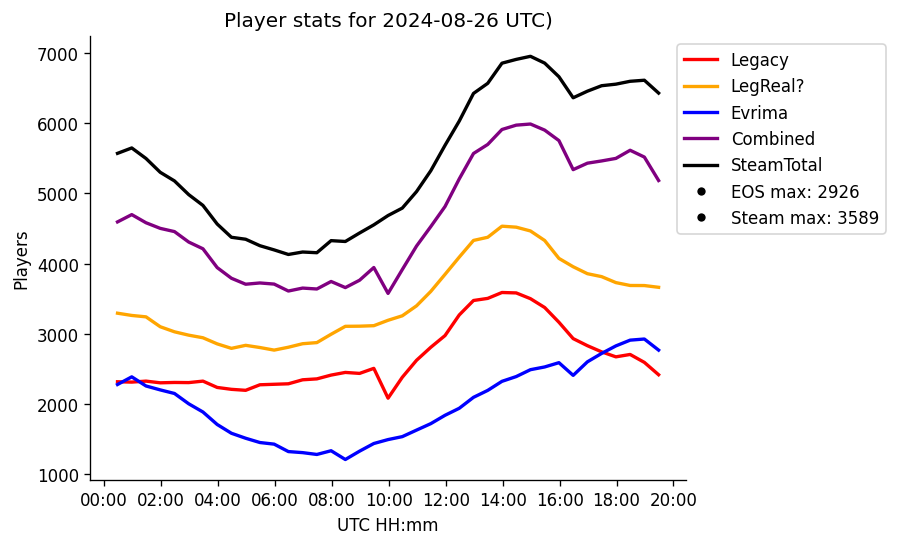 Player stats for 2024-08-26 UTC)
7000
6000
5000
4000
3000
2000
1000
Players
00:00 02:00 04:00 06:00 08:00 10:00 12:00 14:00 16:00 18:00 20:00
UTC HH:mm
Legacy
LegReal?
Evrima
Combined
SteamTotal
EOS max: 2926
Steam max: 3589